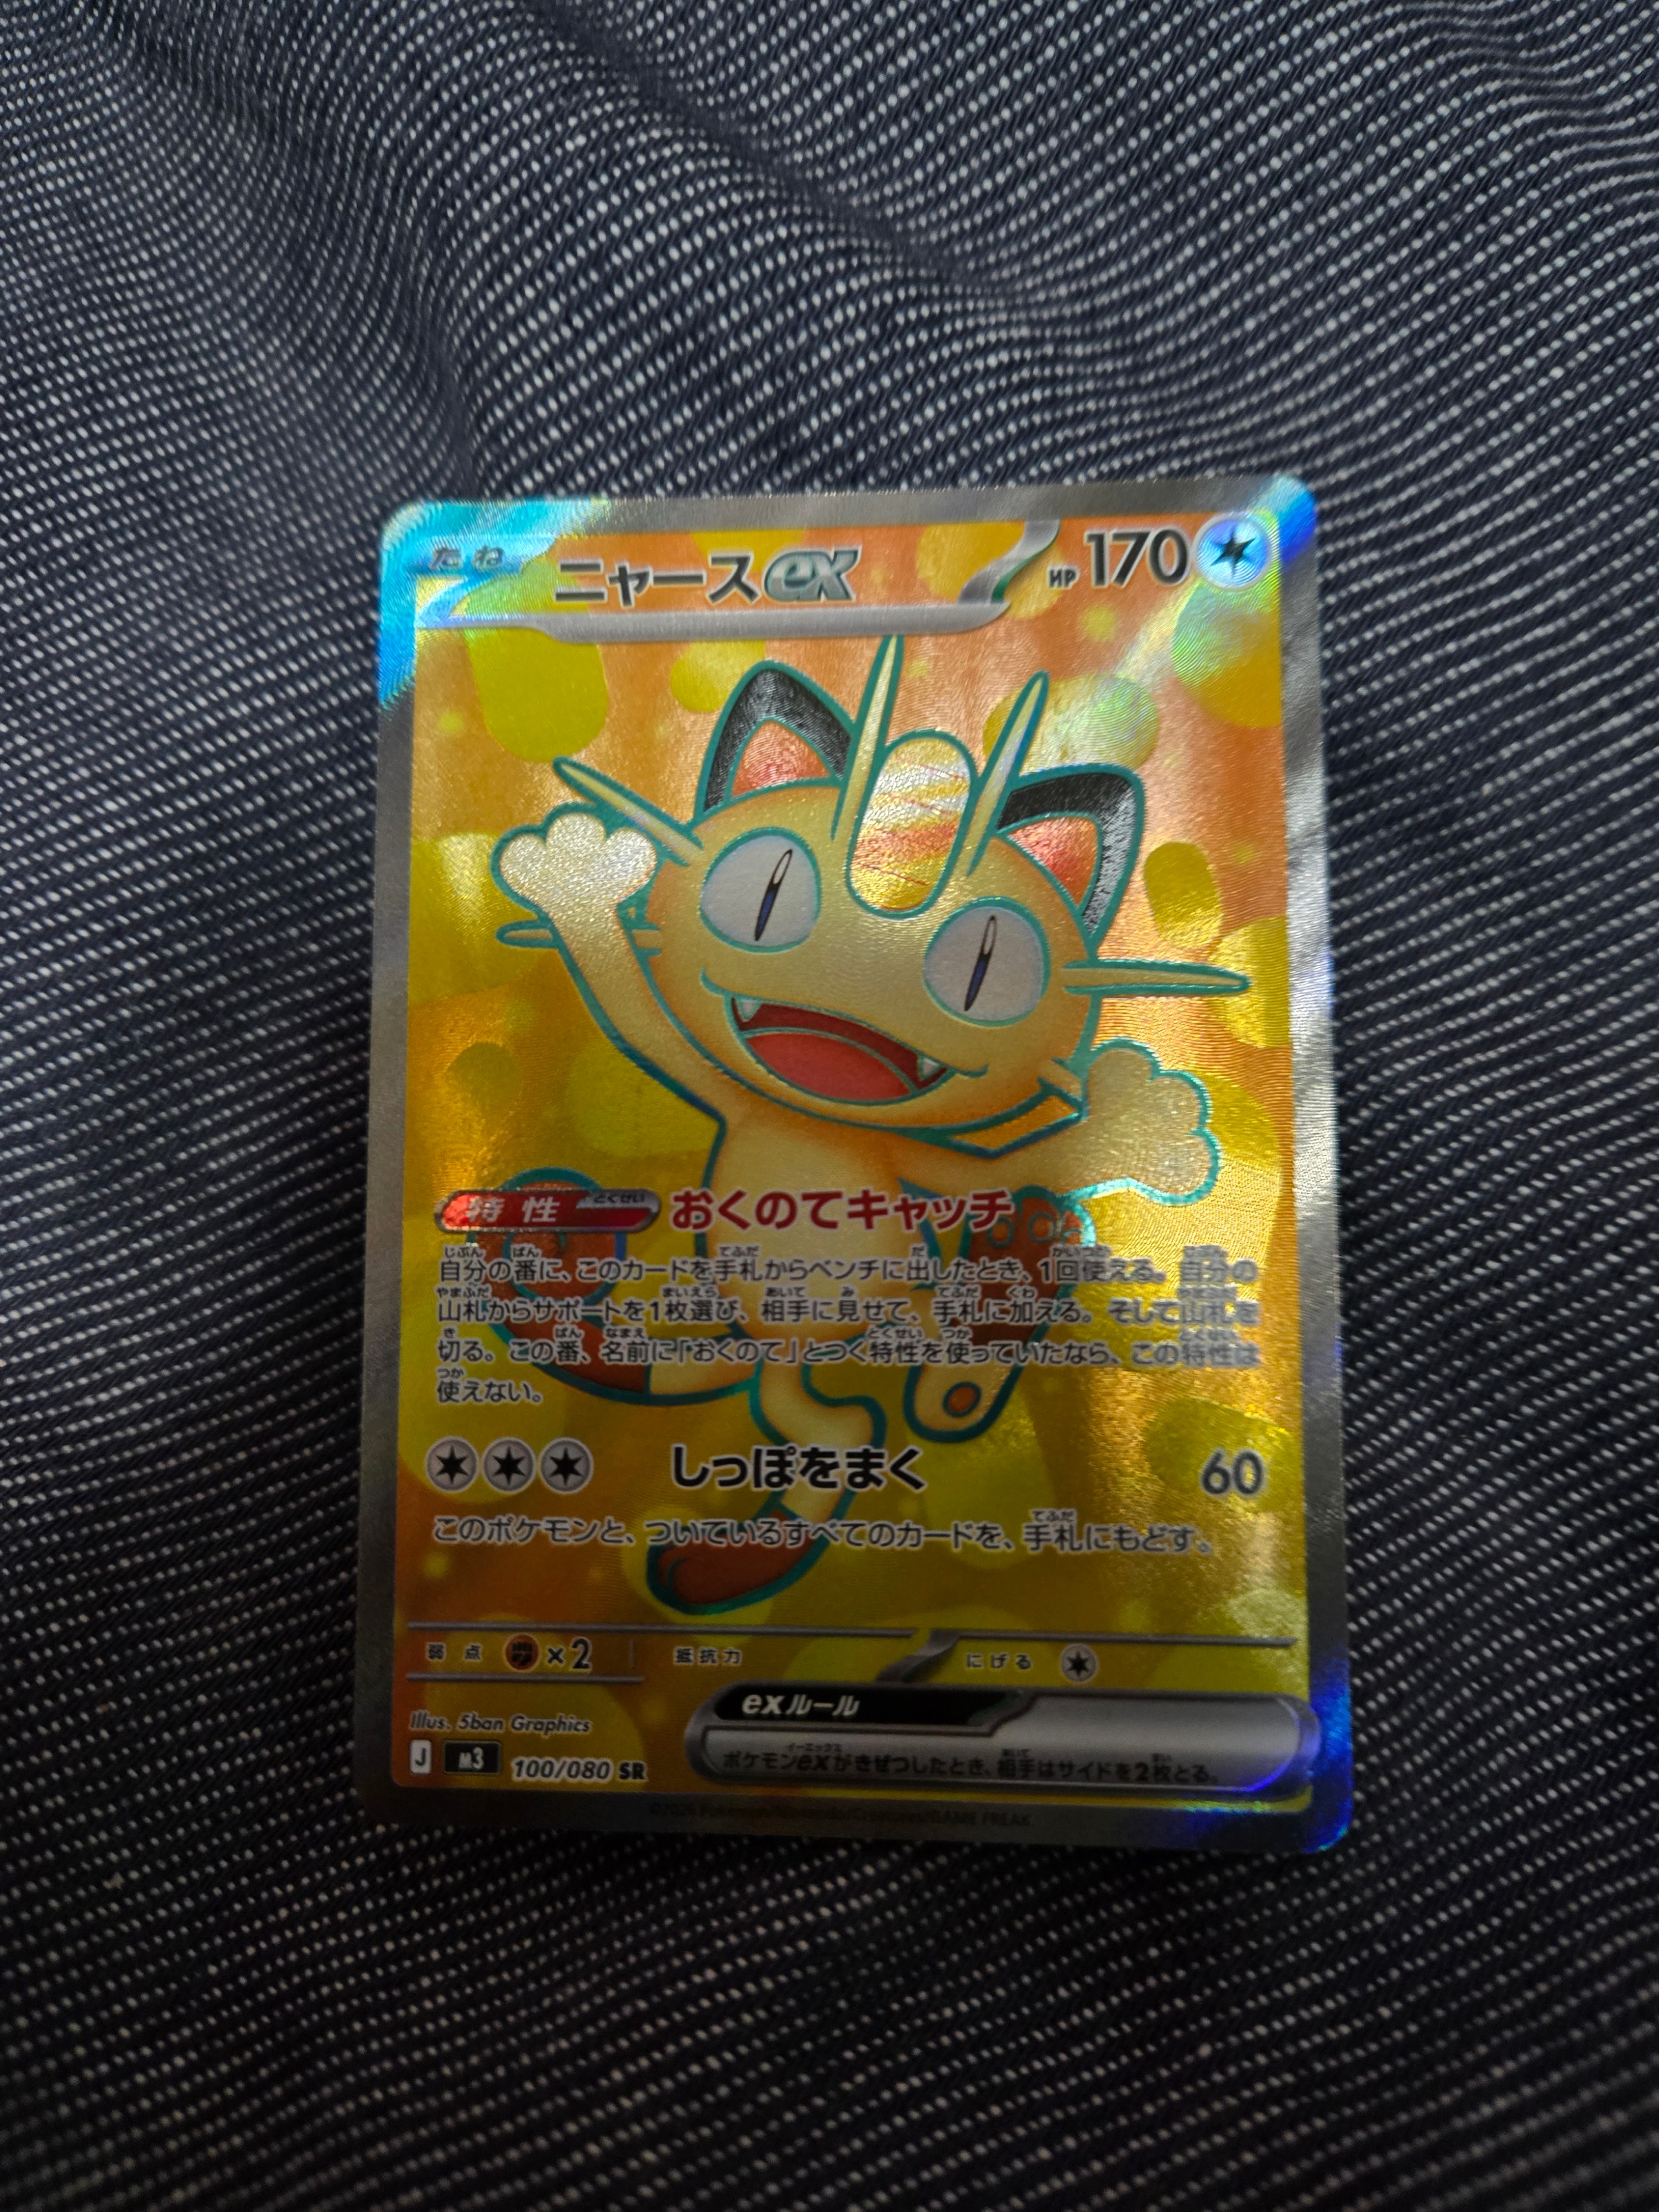 たね ニャースex HP 170
特性 とくせい おくのてキャッチ
自分の番に、このカードを手札からベンチに出したとき、1回使える。自分の
山札からサポートを1枚選び、相手に見せて、手札に加える。そして山札を
切る。この番、名前に「おくのて」とつく特性を使っていたなら、この特性は
使えない。
しっぽをまく 60
このポケモンと、ついているすべてのカードを、手札にもどす。
弱点 ×2 抵抗力 にげる
exルール
ポケモンexがきぜつしたとき、相手はサイドを2枚とる。
Illus. 5ban Graphics
J M3 100/080 SR
©2026 Pokémon/Nintendo/Creatures/GAME FREAK